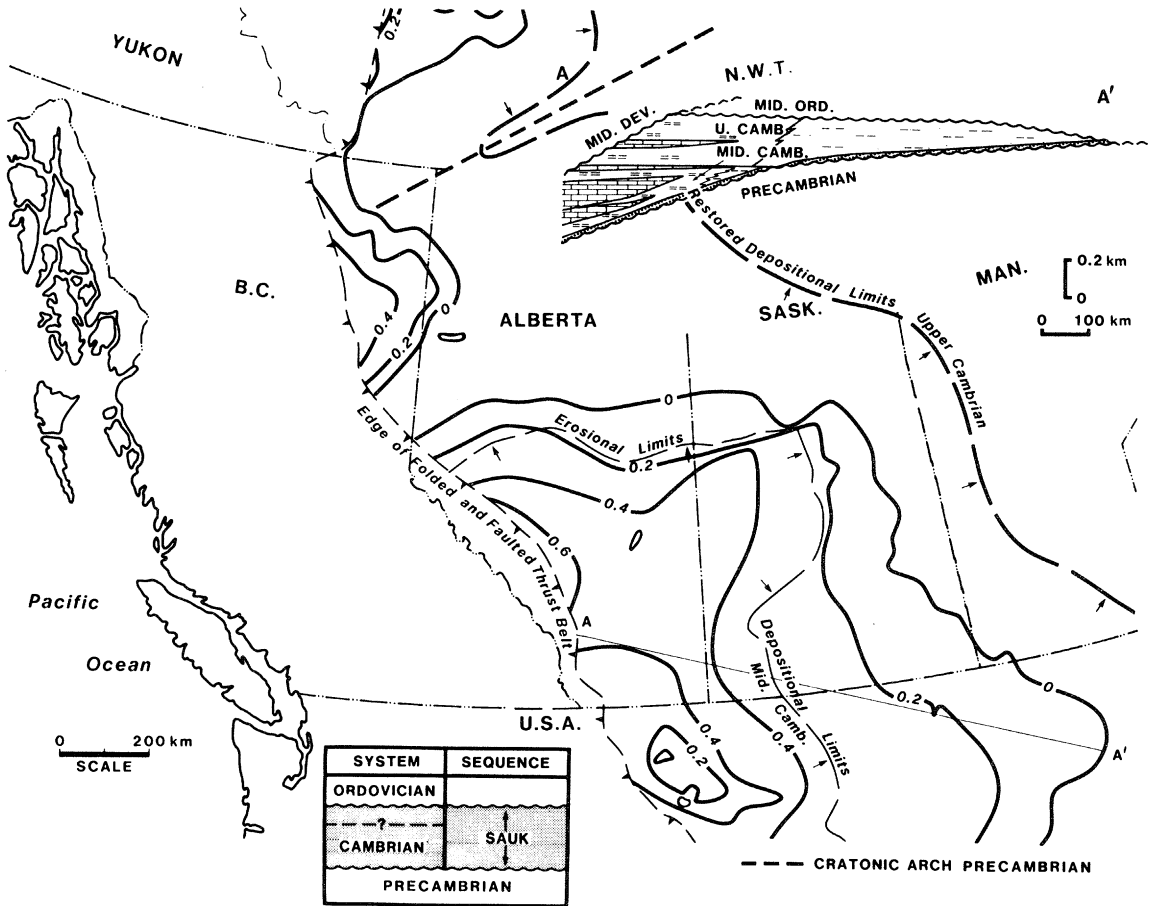 YUKON
0.2
A
N.W.T.
A'
MID. DEV.
MID. ORD.
U. CAMB.
MID. CAMB.
PRECAMBRIAN
Restored Depositional Limits
Upper Cambrian
MAN.
0.2 km
0
0 100 km
B.C.
ALBERTA
SASK.
0.4
0.2
0
0
Erosional Limits
0.2
0.4
0.6
Edge of Folded and Faulted Thrust Belt
A
Pacific
Ocean
Depositional Limits
Mid. Camb.
0.2
0
0.4
0.4
0.2
A'
U.S.A.
0 200 km
SCALE
SYSTEM SEQUENCE
ORDOVICIAN
?
CAMBRIAN
SAUK
PRECAMBRIAN
CRATONIC ARCH PRECAMBRIAN